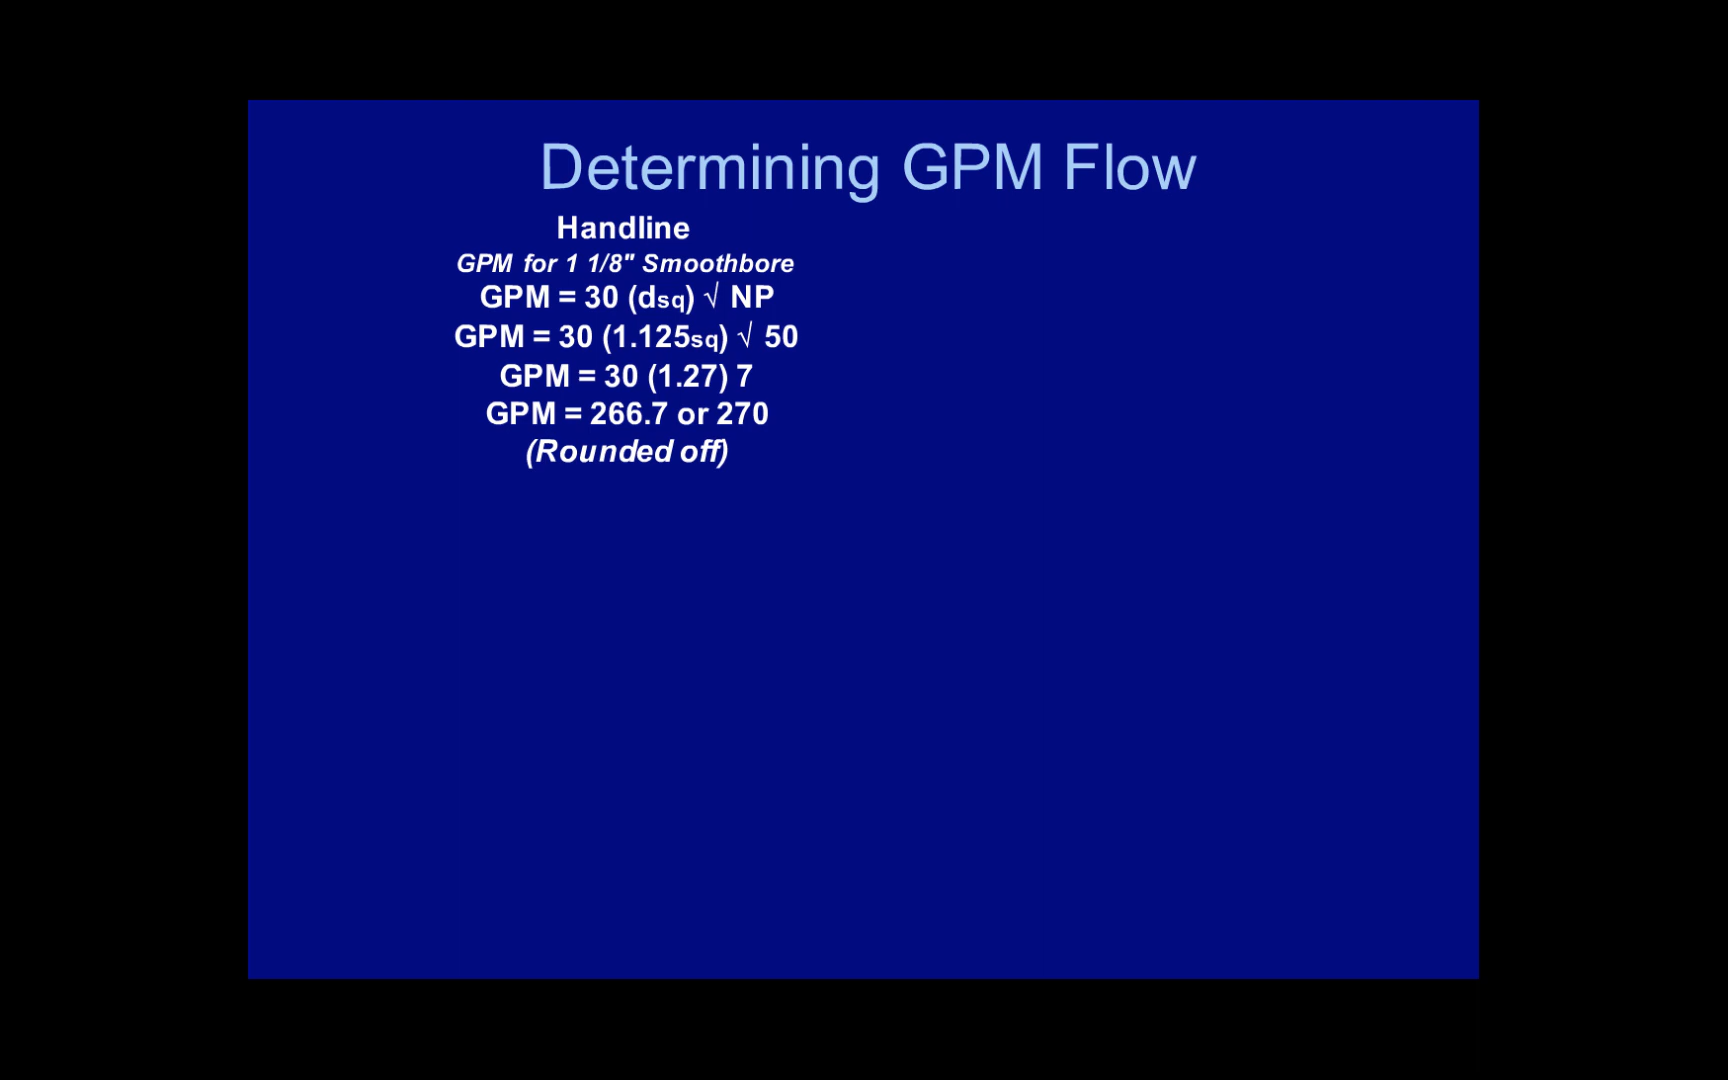 Determining GPM Flow
Handline
GPM for 1 1/8" Smoothbore
GPM = 30 (dsq) √ NP
GPM = 30 (1.125sq) √ 50
GPM = 30 (1.27) 7
GPM = 266.7 or 270
(Rounded off)